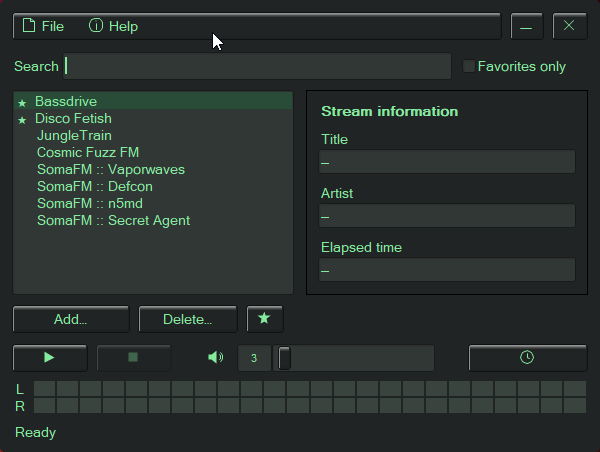 File Help
Search Favorites only
★ Bassdrive
★ Disco Fetish
JungleTrain
Cosmic Fuzz FM
SomaFM :: Vaporwaves
SomaFM :: Defcon
SomaFM :: n5md
SomaFM :: Secret Agent
Stream information
Title
–
Artist
–
Elapsed time
–
Add... Delete... ★
3
L
R
Ready